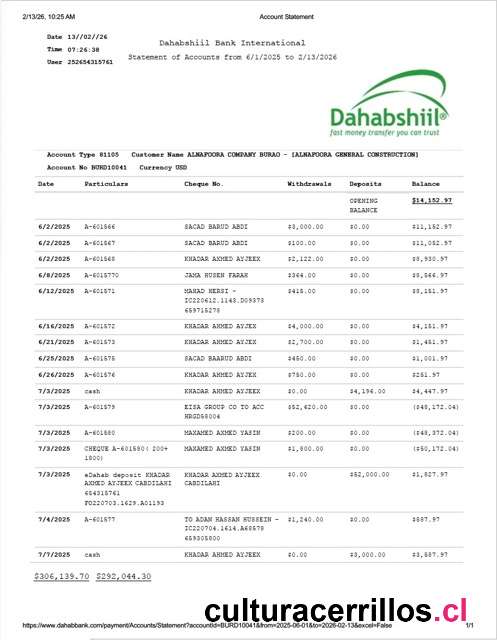 2/13/26, 10:25 AM Account Statement
Date 13//02//26
Time 07:26:38
User 252654315761
Dahabshiil Bank International
Statement of Accounts from 6/1/2025 to 2/13/2026
Dahabshiil®
fast money transfer you can trust
Account Type 81105 Customer Name ALMAFOORA COMPANY BURAO - [ALMAFOORA GENERAL CONSTRUCTION]
Account No BURD10041 Currency USD
Date Particulars Cheque No. Withdrawals Deposits Balance
OPENING BALANCE $14,152.97
6/2/2025 A-601566 SACAD BARUD ABDI $3,000.00 $0.00 $11,152.97
6/2/2025 A-601567 SACAD BARUD ABDI $100.00 $0.00 $11,052.97
6/2/2025 A-601568 KHADAR AHMED AYJEEX $2,122.00 $0.00 $8,930.97
6/8/2025 A-6015770 JAMA HUSEN FARAH $364.00 $0.00 $8,566.97
6/12/2025 A-601571 MAHAD HERSI - $415.00 $0.00 $8,151.97
IC220612.1143.D09378
659715278
6/16/2025 A-601572 KHADAR AHMED AYJEX $4,000.00 $0.00 $4,151.97
6/21/2025 A-601573 KHADAR AHMED AYJEX $2,700.00 $0.00 $1,451.97
6/25/2025 A-601575 SACAD BAARUD ABDI $450.00 $0.00 $1,001.97
6/26/2025 A-601576 KHADAR AHMED AYJEX $750.00 $0.00 $251.97
7/3/2025 cash KHADAR AHMED AYJEEX $0.00 $4,196.00 $4,447.97
7/3/2025 A-601579 EISA GROUP CO TO ACC $52,620.00 $0.00 ($48,172.04)
HRGD58004
7/3/2025 A-601580 MAXAMED AXMED YASIN $200.00 $0.00 ($48,372.04)
7/3/2025 CHEQUE A-601580( 200+ MAXAMED AXMED YASIN $1,800.00 $0.00 ($50,172.04)
1800)
7/3/2025 eDahab deposit KHADAR KHADAR AHMED AYJEEX $0.00 $52,000.00 $1,827.97
AHMED AYJEEX CABDILAHI CABDILAHI
654315761
FO220703.1629.A01193
7/4/2025 A-601577 TO ADAN HASSAN HUSSEIN - $1,240.00 $0.00 $587.97
IC220704.1614.A68578
659305800
7/7/2025 cash KHADAR AHMED AYJEEX $0.00 $3,000.00 $3,587.97
$306,139.70 $292,044.30
culturacerrillos.cl
https://www.dahabbank.com/payment/Accounts/Statement?accountId=BURD10041&from=2025-06-01&to=2026-02-13&excel=False 1/1